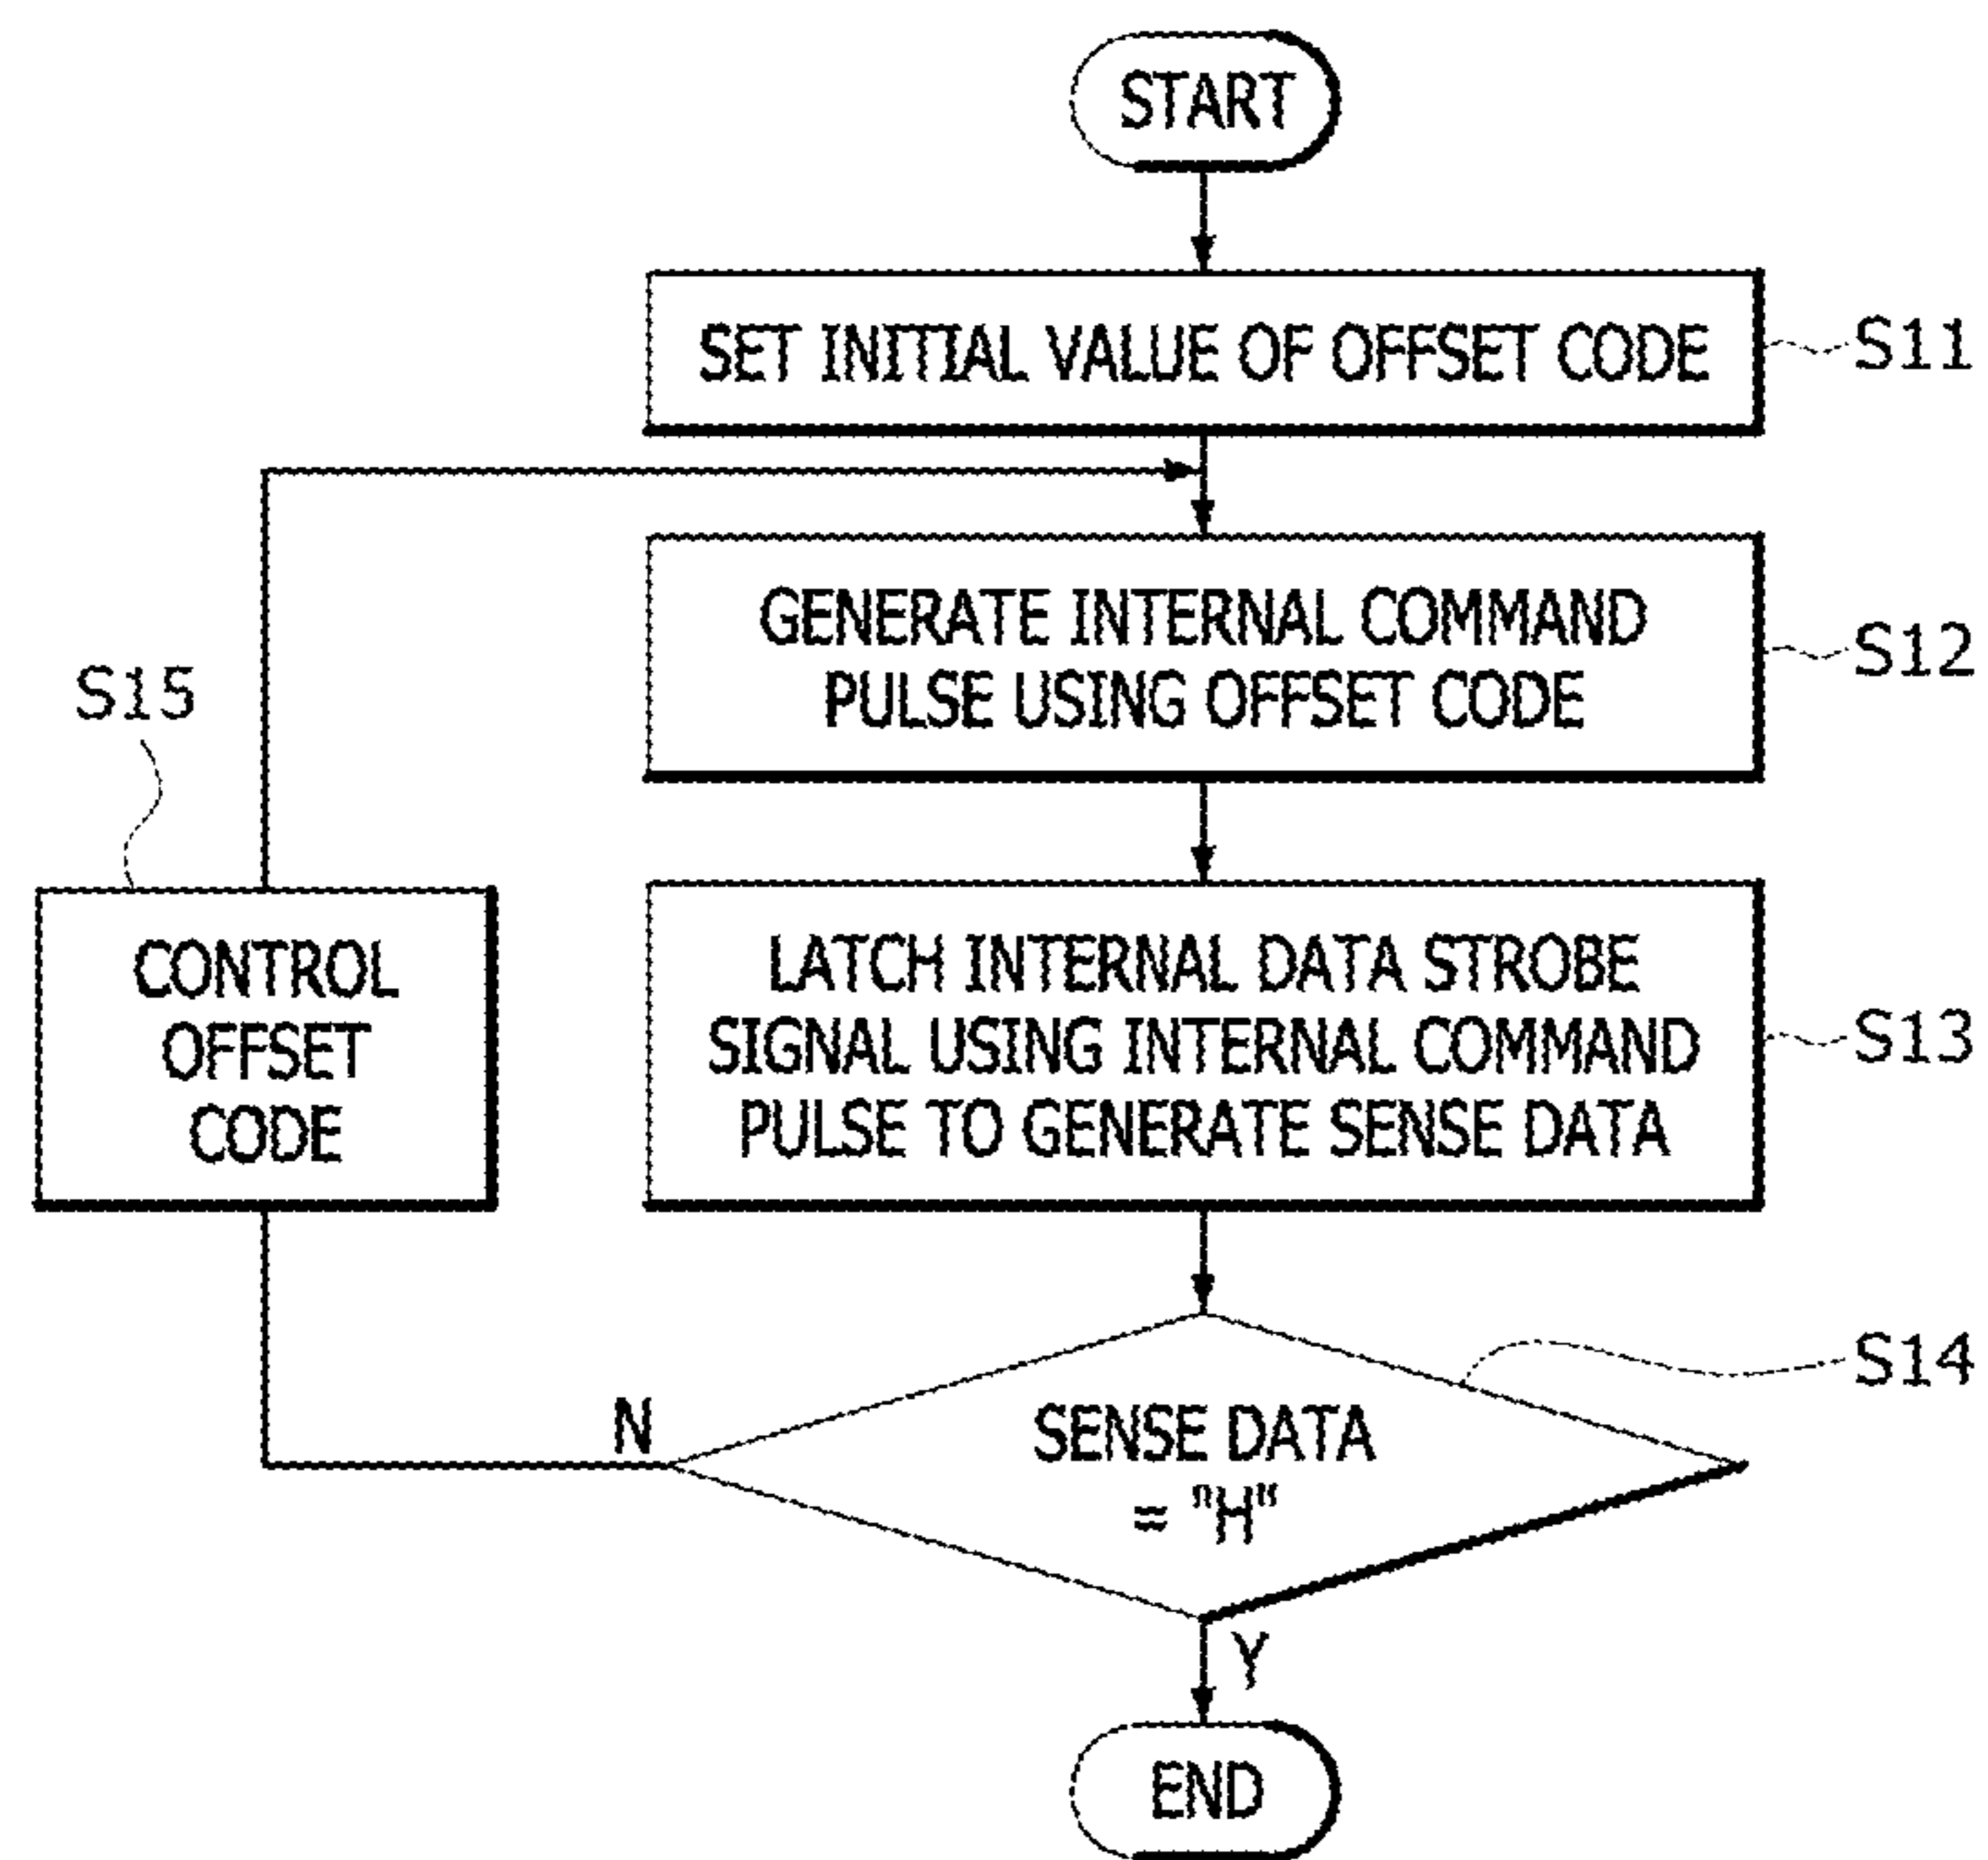 START
SET INITIAL VALUE OF OFFSET CODE
S11
GENERATE INTERNAL COMMAND
PULSE USING OFFSET CODE
S12
S15
CONTROL
OFFSET
CODE
LATCH INTERNAL DATA STROBE
SIGNAL USING INTERNAL COMMAND
PULSE TO GENERATE SENSE DATA
S13
S14
N
SENSE DATA
= "H"
Y
END